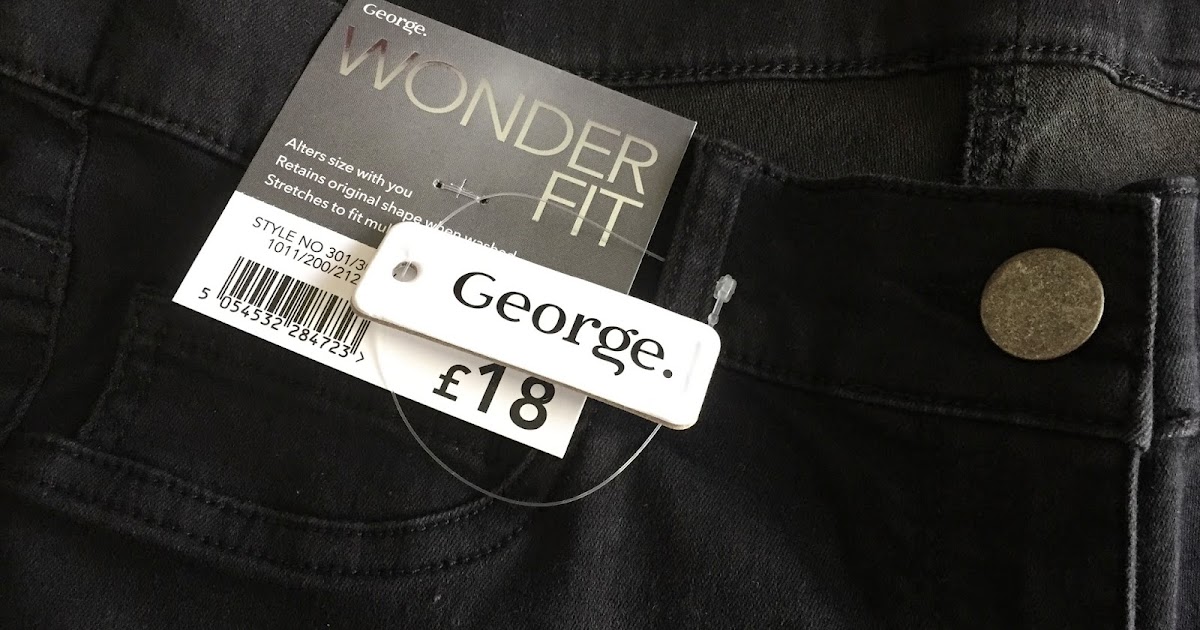 George.
WONDER
FIT
Alters size with you
Retains original shape when washed
Stretches to fit
STYLE NO 301/
1011/200/212
5 054532 284723 >
George.
£18